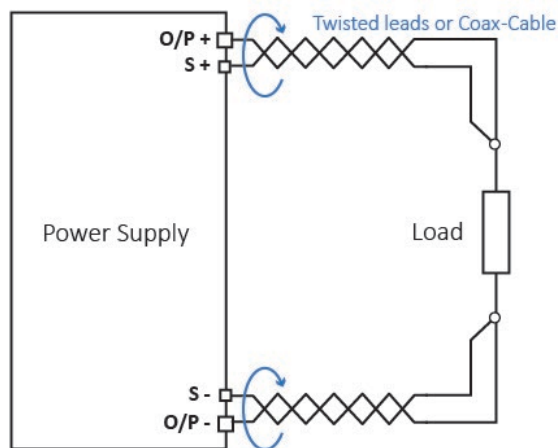 Twisted leads or Coax-Cable
O/P +
S +
Power Supply
Load
S -
O/P -